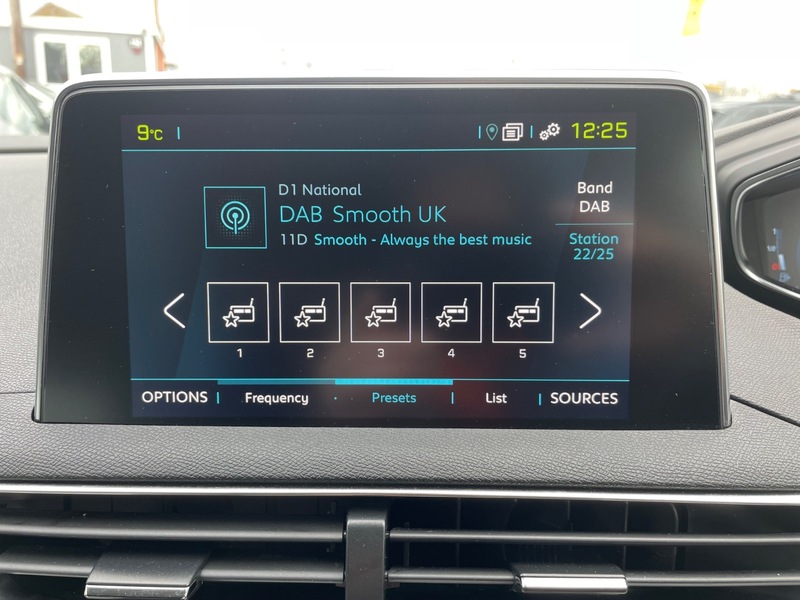 9°C
12:25
D1 National
DAB Smooth UK
11D Smooth - Always the best music
Band
DAB
Station
22/25
1 2 3 4 5
OPTIONS Frequency Presets List SOURCES